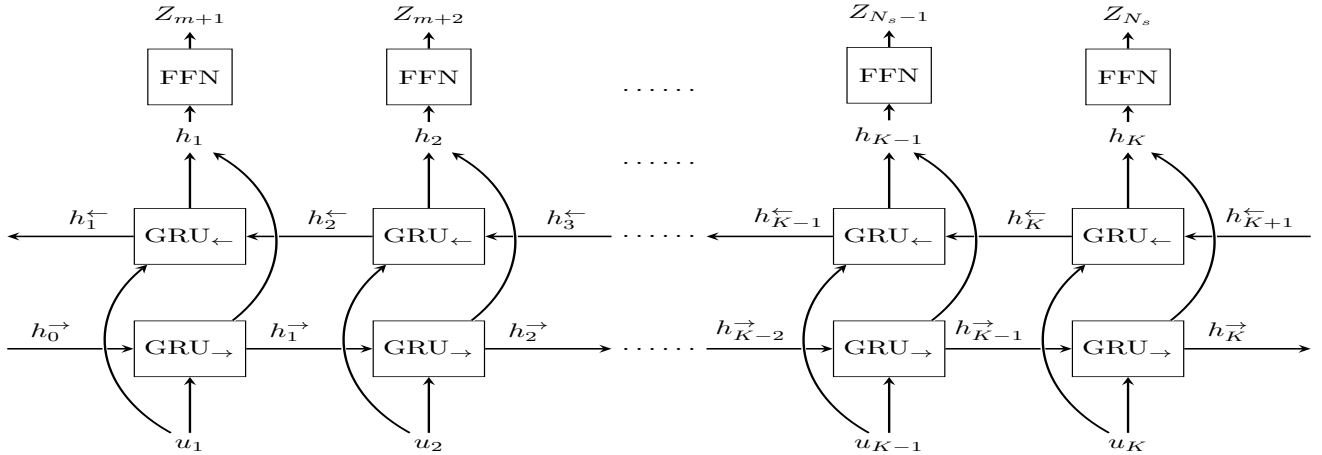 Z_{m+1} Z_{m+2} Z_{N_s-1} Z_{N_s}
FFN FFN FFN FFN
. . . . . .
h_1 h_2 h_{K-1} h_K
. . . . . .
h_1^← h_2^← h_3^← h_{K-1}^← h_K^← h_{K+1}^←
GRU_← GRU_← . . . . . . GRU_← GRU_←
h_0^→ h_1^→ h_2^→ h_{K-2}^→ h_{K-1}^→ h_K^→
GRU_→ GRU_→ . . . . . . GRU_→ GRU_→
u_1 u_2 u_{K-1} u_K